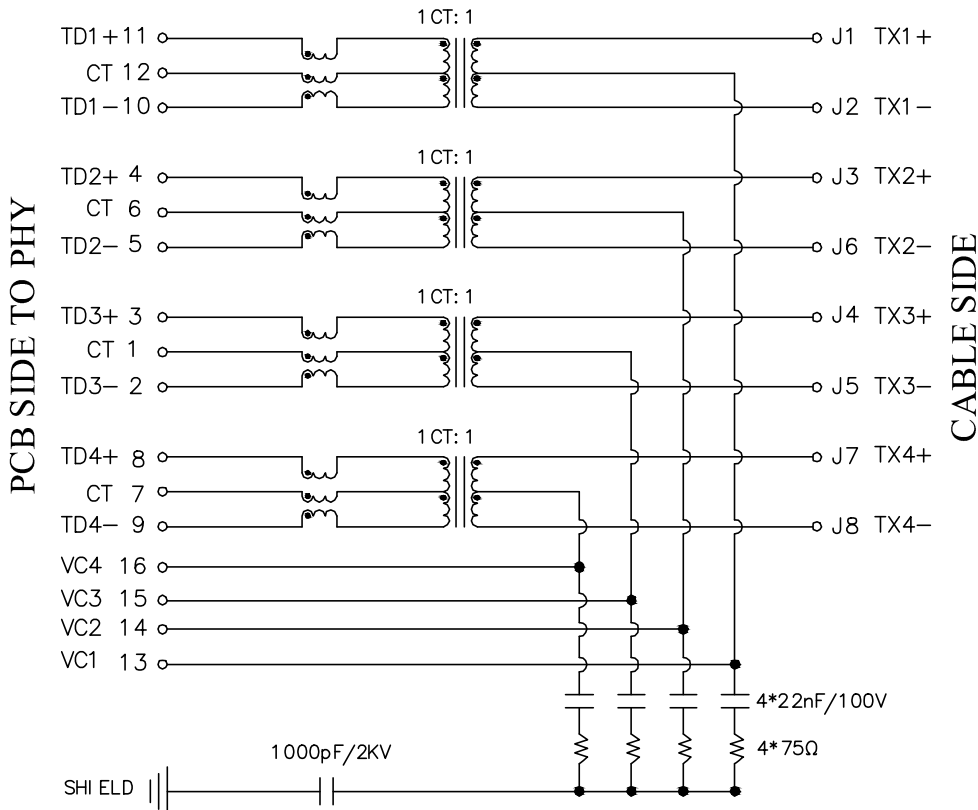 1CT:1
TD1+ 11 J1 TX1+
CT 12
TD1- 10 J2 TX1-
1CT:1
TD2+ 4 J3 TX2+
CT 6
TD2- 5 J6 TX2-
1CT:1
TD3+ 3 J4 TX3+
CT 1
TD3- 2 J5 TX3-
1CT:1
TD4+ 8 J7 TX4+
CT 7
TD4- 9 J8 TX4-
VC4 16
VC3 15
VC2 14
VC1 13
4*22nF/100V
4*75Ω
1000pF/2KV
SHIELD
PCB SIDE TO PHY
CABLE SIDE